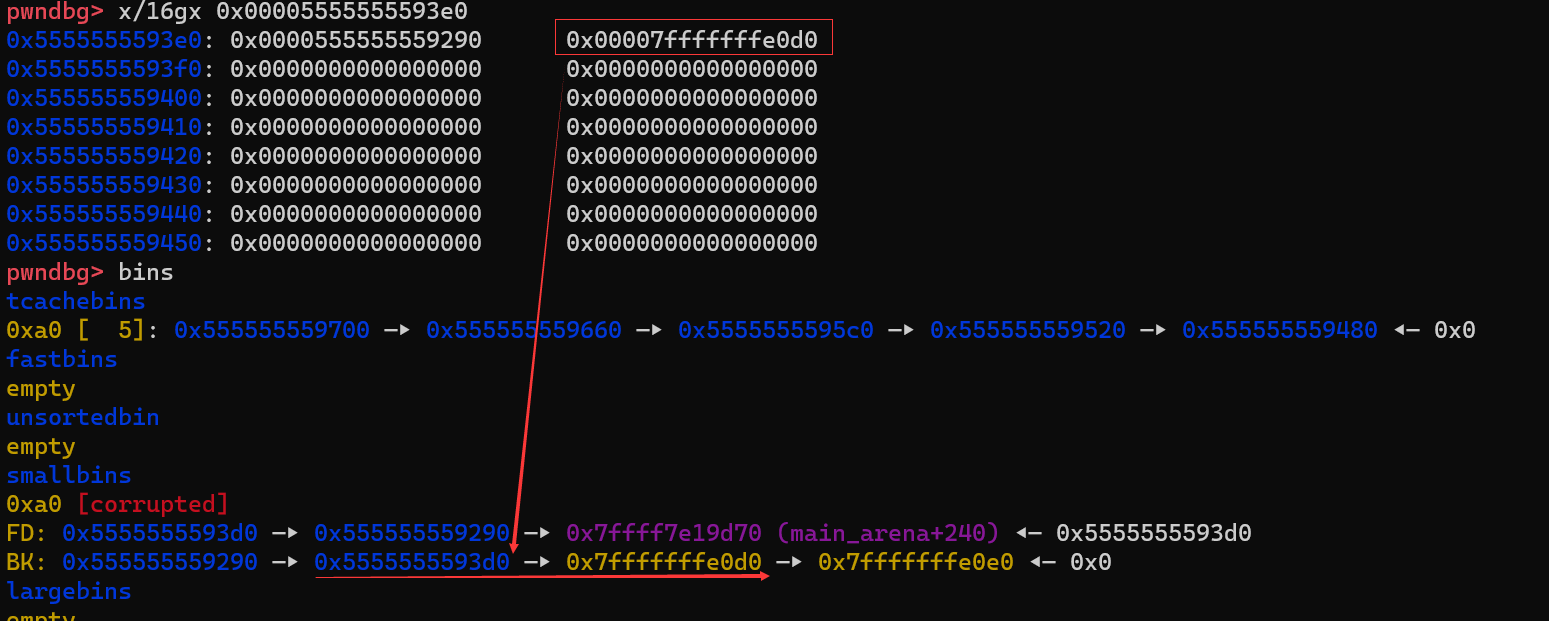 pwndbg> x/16gx 0x00005555555593e0
0x5555555593e0: 0x0000555555559290 0x00007fffffffe0d0
0x5555555593f0: 0x0000000000000000 0x0000000000000000
0x555555559400: 0x0000000000000000 0x0000000000000000
0x555555559410: 0x0000000000000000 0x0000000000000000
0x555555559420: 0x0000000000000000 0x0000000000000000
0x555555559430: 0x0000000000000000 0x0000000000000000
0x555555559440: 0x0000000000000000 0x0000000000000000
0x555555559450: 0x0000000000000000 0x0000000000000000
pwndbg> bins
tcachebins
0xa0 [  5]: 0x555555559700 —▸ 0x555555559660 —▸ 0x5555555595c0 —▸ 0x555555559520 —▸ 0x555555559480 ◂— 0x0
fastbins
empty
unsortedbin
empty
smallbins
0xa0 [corrupted]
FD: 0x5555555593d0 —▸ 0x555555559290 —▸ 0x7ffff7e19d70 (main_arena+240) ◂— 0x5555555593d0
BK: 0x555555559290 —▸ 0x5555555593d0 —▸ 0x7fffffffe0d0 —▸ 0x7fffffffe0e0 ◂— 0x0
largebins
empty